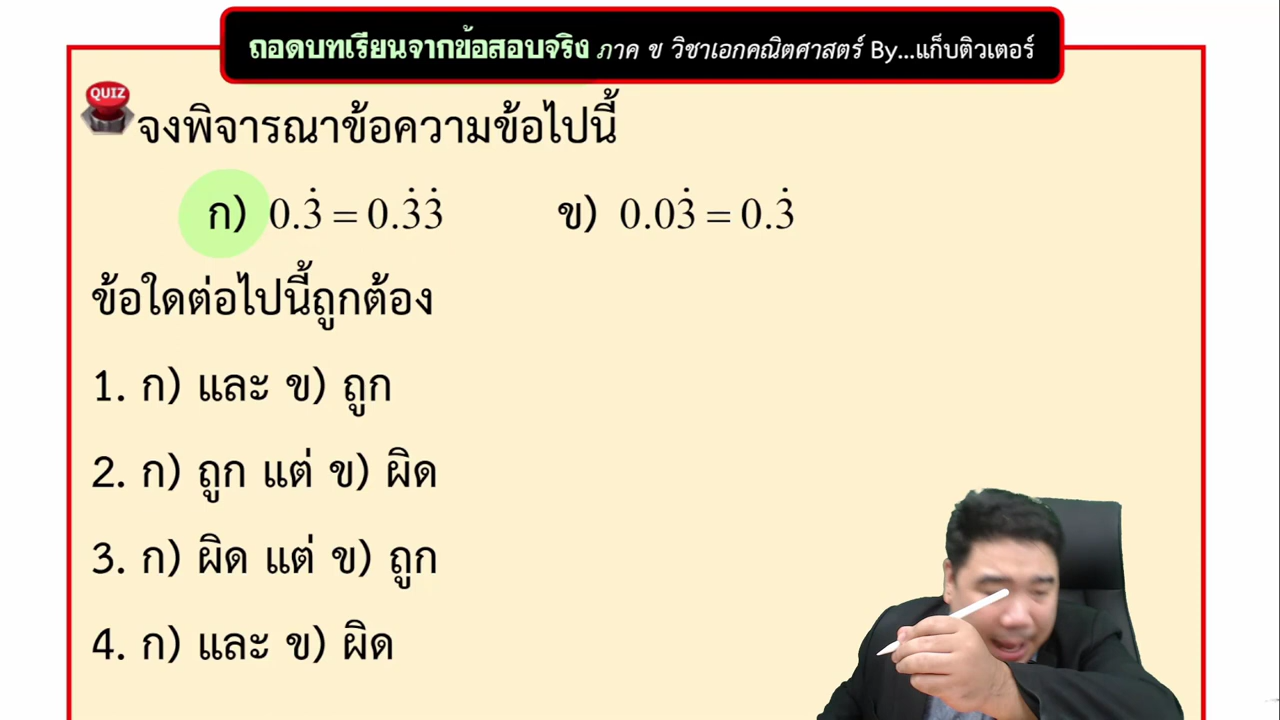 ถอดบทเรียนจากข้อสอบจริง ภาค ข วิชาเอกคณิตศาสตร์ By...แก็บติวเตอร์
QUIZ
จงพิจารณาข้อความข้อไปนี้
ก) 0.3̇ = 0.3̇3̇ ข) 0.03̇ = 0.3̇
ข้อใดต่อไปนี้ถูกต้อง
1. ก) และ ข) ถูก
2. ก) ถูก แต่ ข) ผิด
3. ก) ผิด แต่ ข) ถูก
4. ก) และ ข) ผิด